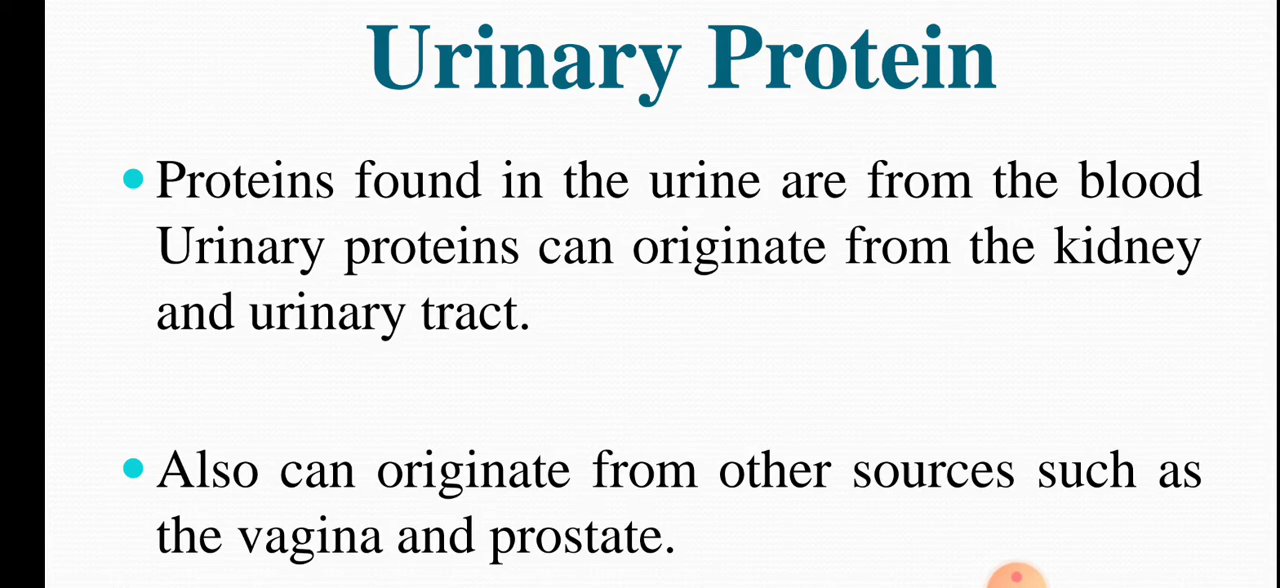 Urinary Protein
Proteins found in the urine are from the blood
Urinary proteins can originate from the kidney
and urinary tract.
Also can originate from other sources such as
the vagina and prostate.